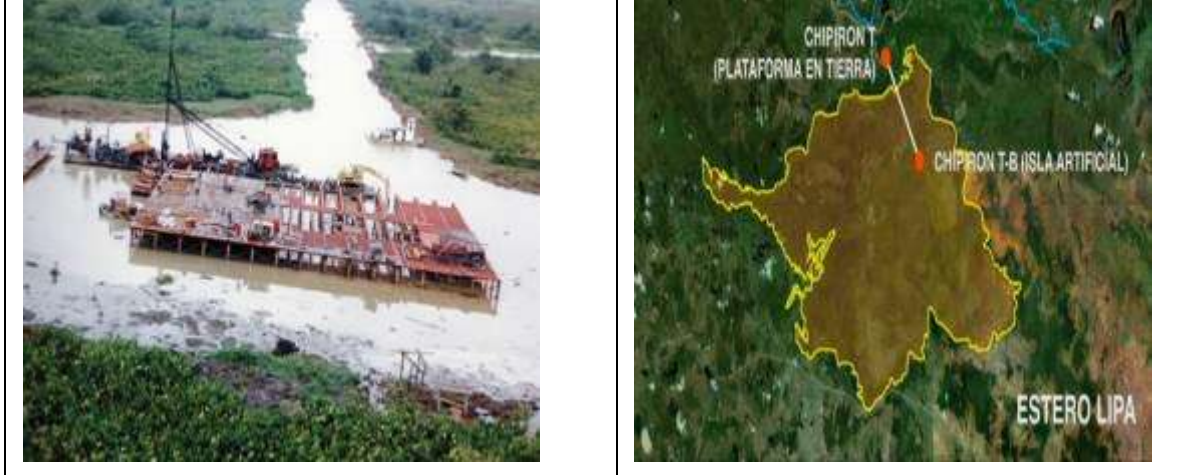 CHIPIRON T
(PLATAFORMA EN TIERRA)
CHIPIRON T-B (ISLA ARTIFICIAL)
ESTERO LIPA